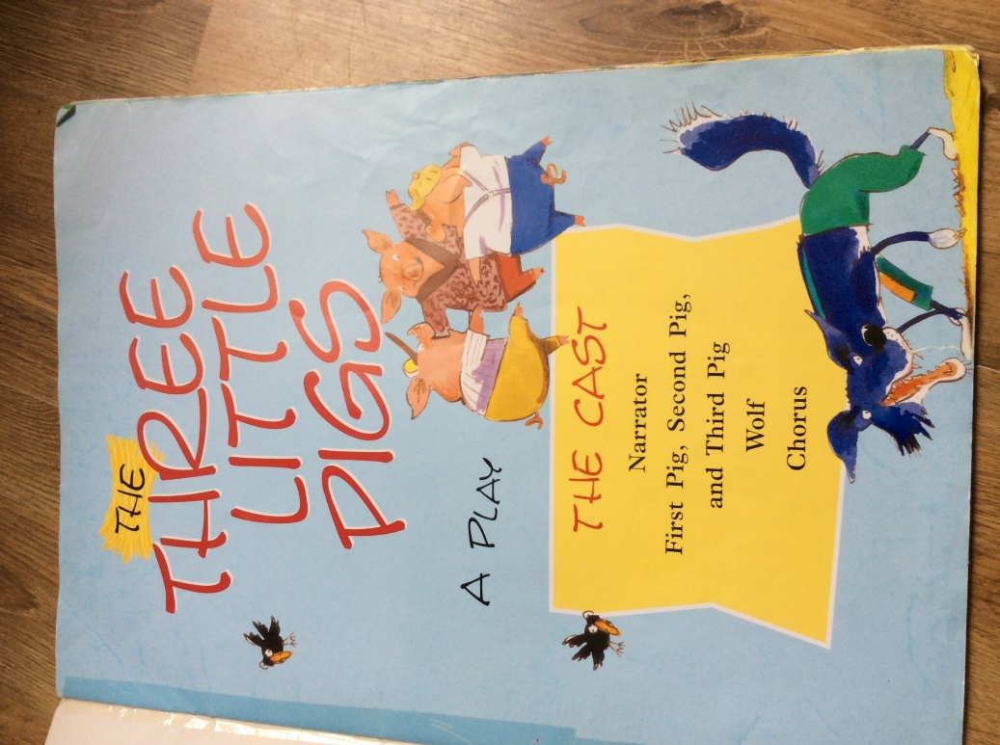 THE
THREE
LITTLE
PIGS
A PLAY
THE CAST
Narrator
First Pig, Second Pig,
and Third Pig
Wolf
Chorus